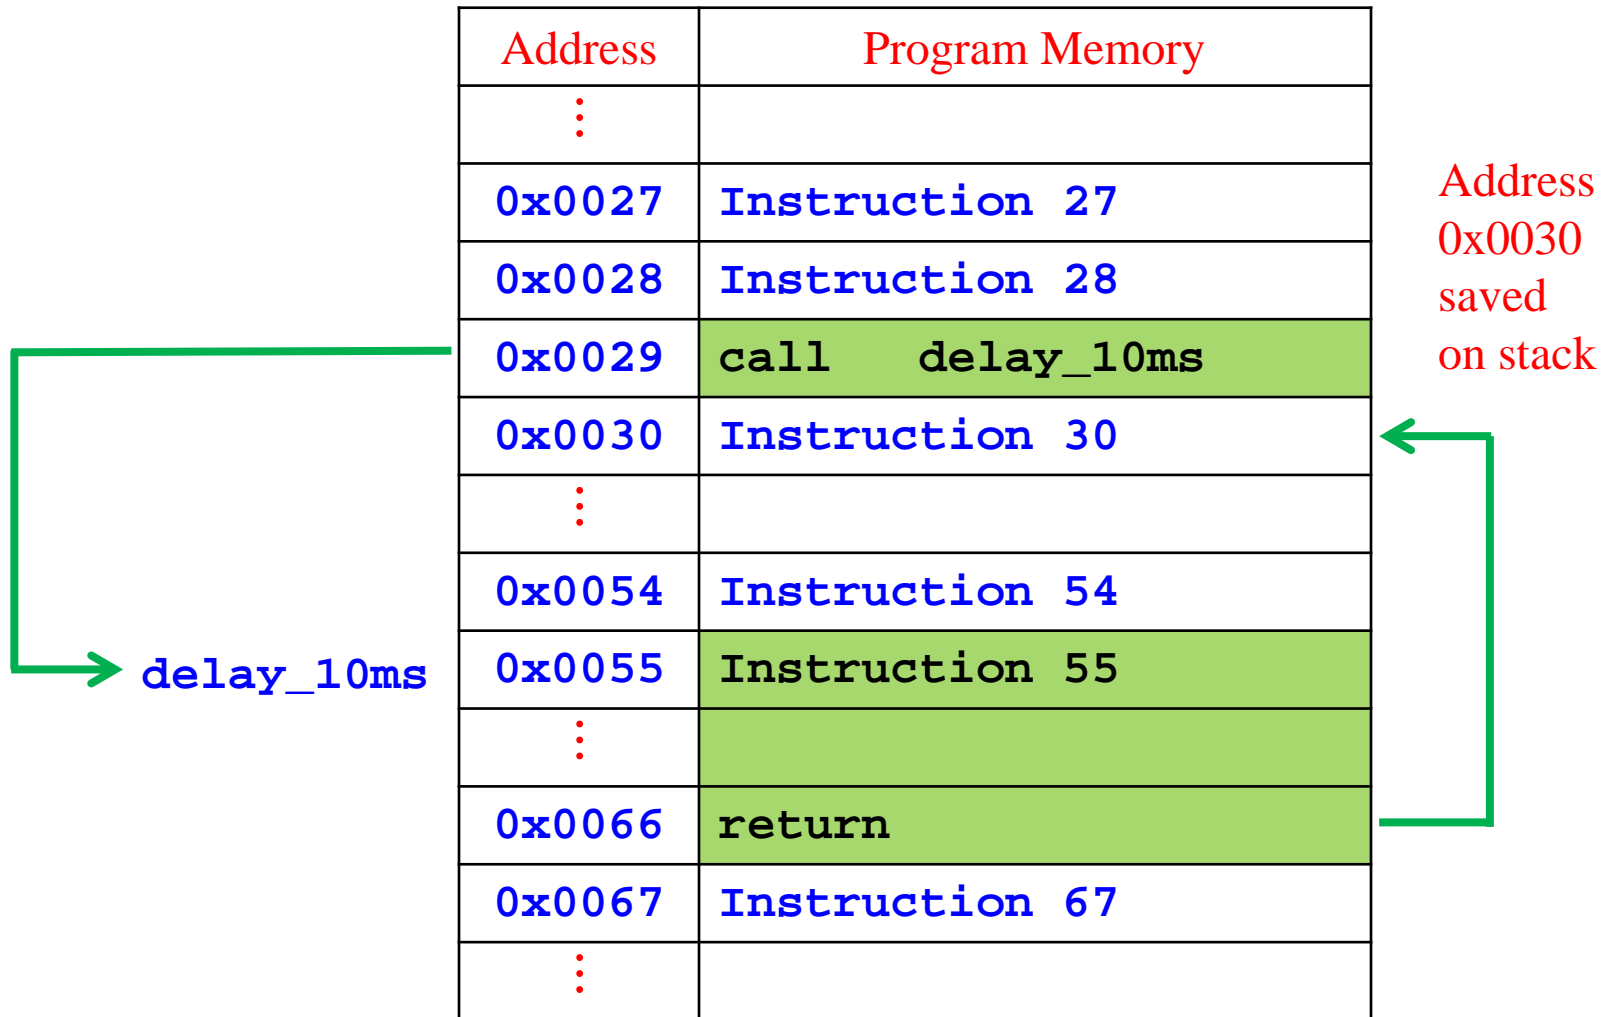 Address Program Memory
⋮
0x0027 Instruction 27
0x0028 Instruction 28
0x0029 call delay_10ms
0x0030 Instruction 30
⋮
0x0054 Instruction 54
delay_10ms 0x0055 Instruction 55
⋮
0x0066 return
0x0067 Instruction 67
⋮
Address
0x0030
saved
on stack